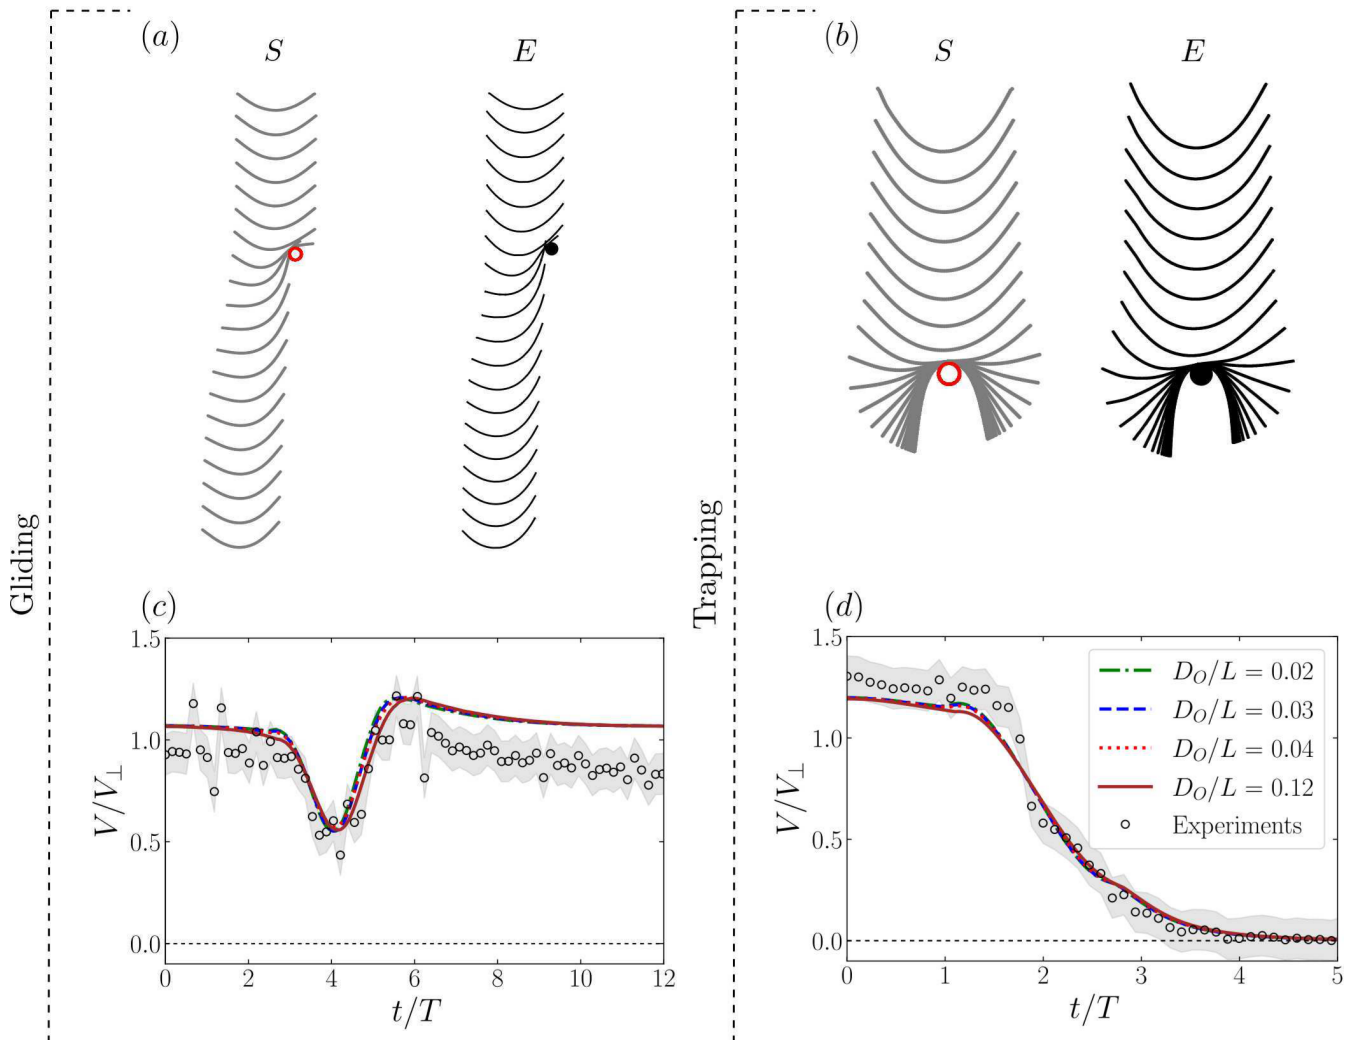 (a)
S
E
Gliding
(c)
1.5
1.0
0.5
0.0
V/V⊥
0
2
4
6
8
10
12
t/T
(b)
S
E
Trapping
(d)
1.5
1.0
0.5
0.0
V/V⊥
0
1
2
3
4
5
t/T
D_O/L = 0.02
D_O/L = 0.03
D_O/L = 0.04
D_O/L = 0.12
Experiments